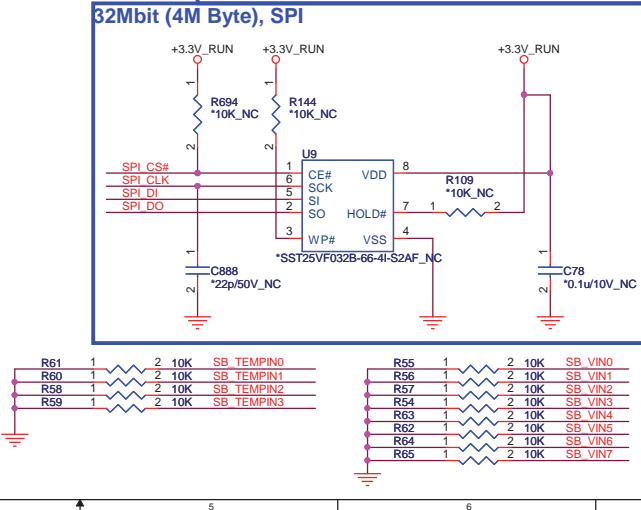 32Mbit (4M Byte), SPI
+3.3V_RUN +3.3V_RUN +3.3V_RUN
1 1
R694 R144
*10K_NC *10K_NC
2 2
U9
SPI_CS# 1 CE# VDD 8
SPI_CLK 6 SCK
R109
*10K_NC
SPI_DI 5 SI
SPI_DO 2 SO HOLD# 7 1 2
3 WP# VSS 4
*SST25VF032B-66-4I-S2AF_NC
1 1
C888 C78
*22p/50V_NC *0.1u/10V_NC
2 2
R61 1 2 10K SB_TEMPIN0
R60 1 2 10K SB_TEMPIN1
R58 1 2 10K SB_TEMPIN2
R59 1 2 10K SB_TEMPIN3
R55 1 2 10K SB_VIN0
R56 1 2 10K SB_VIN1
R57 1 2 10K SB_VIN2
R54 1 2 10K SB_VIN3
R63 1 2 10K SB_VIN4
R62 1 2 10K SB_VIN5
R64 1 2 10K SB_VIN6
R65 1 2 10K SB_VIN7
5 6